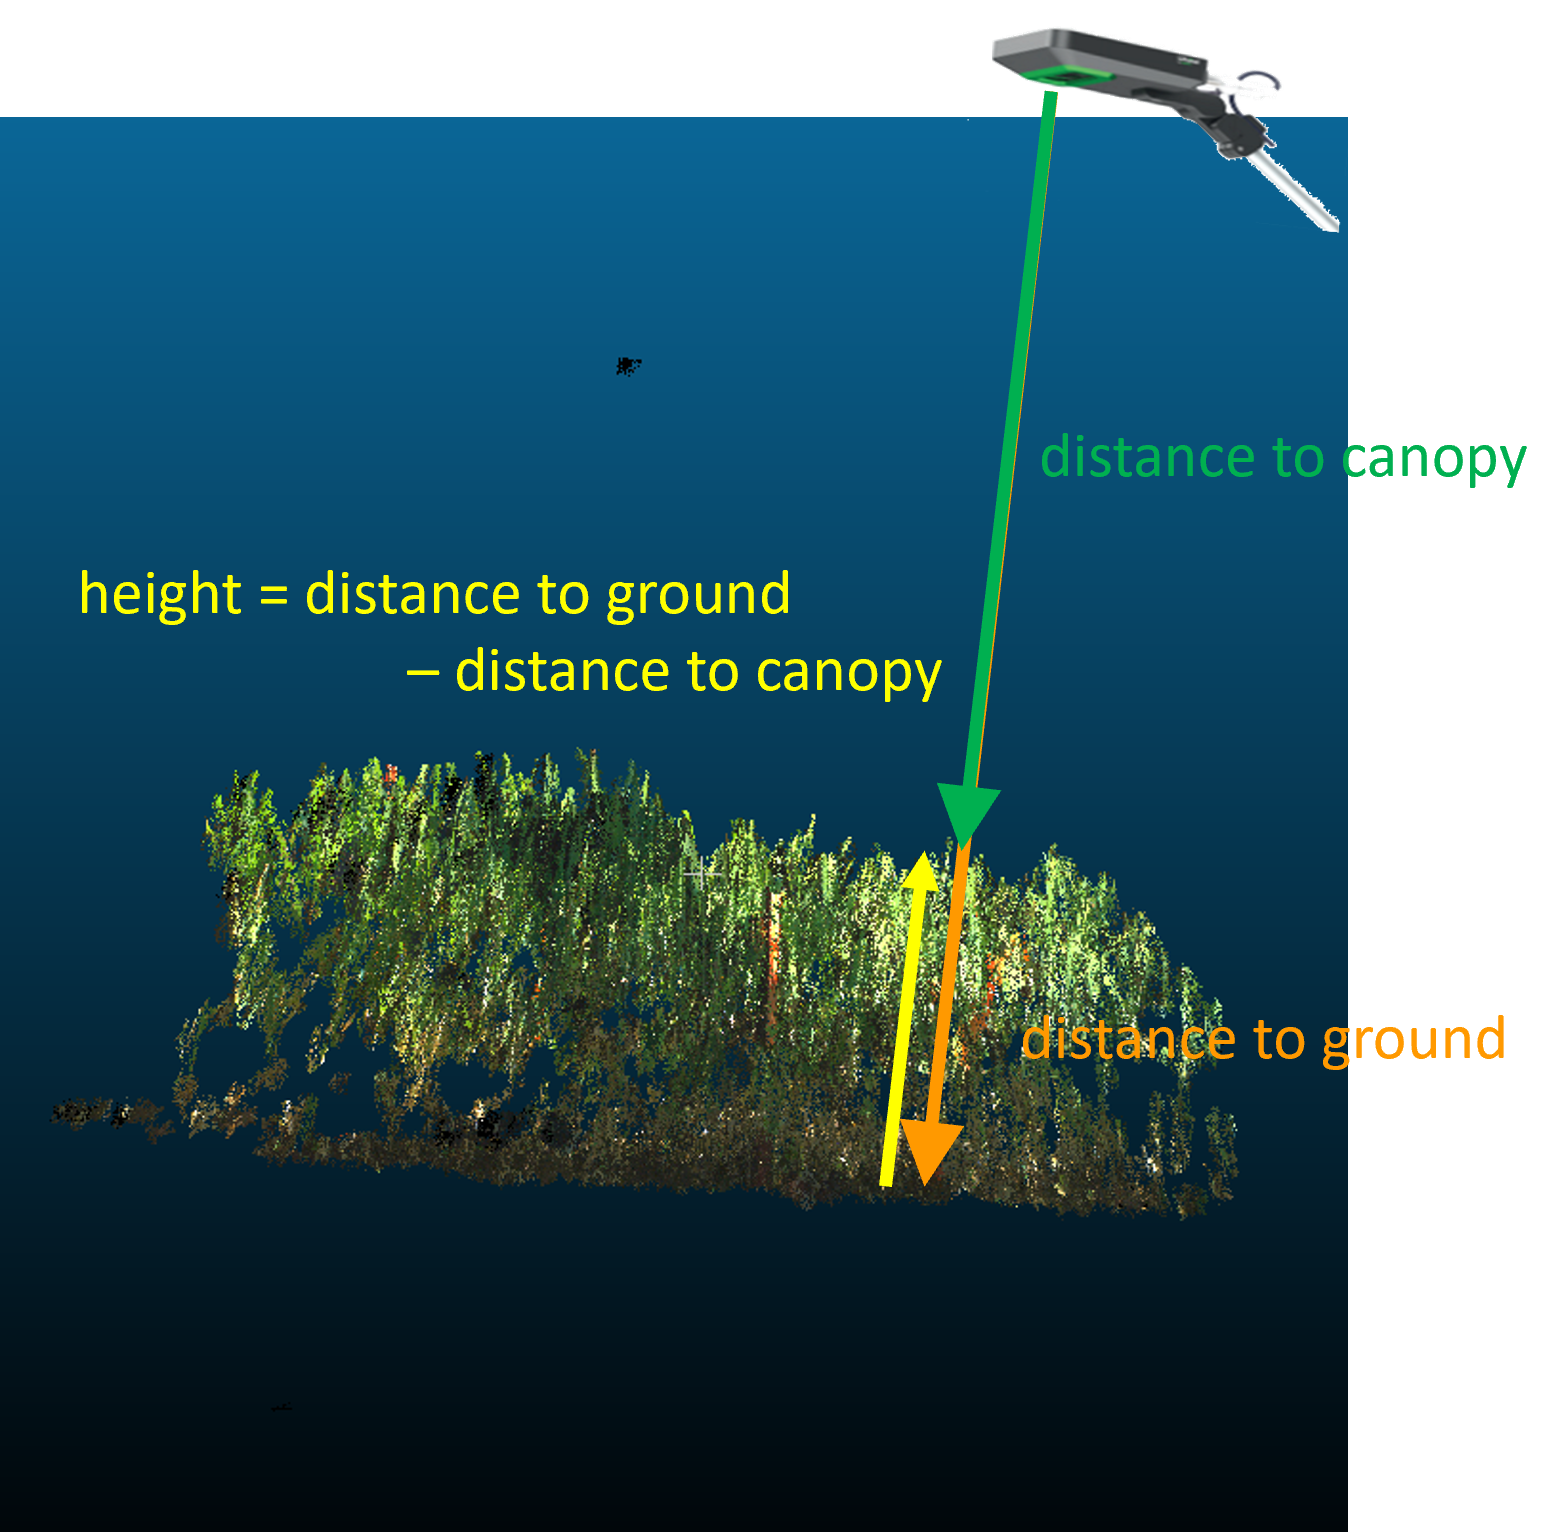 distance to canopy
height = distance to ground
– distance to canopy
distance to ground